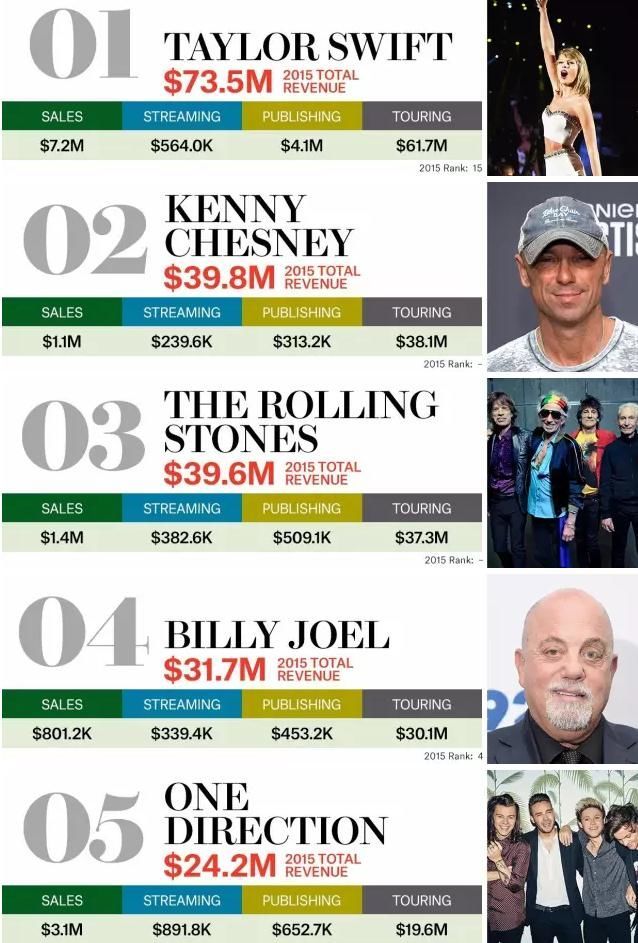 01
TAYLOR SWIFT
$73.5M 2015 TOTAL
REVENUE
SALES STREAMING PUBLISHING TOURING
$7.2M $564.0K $4.1M $61.7M
2015 Rank: 15
02
KENNY
CHESNEY
$39.8M 2015 TOTAL
REVENUE
SALES STREAMING PUBLISHING TOURING
$1.1M $239.6K $313.2K $38.1M
2015 Rank: –
03
THE ROLLING
STONES
$39.6M 2015 TOTAL
REVENUE
SALES STREAMING PUBLISHING TOURING
$1.4M $382.6K $509.1K $37.3M
2015 Rank: –
04
BILLY JOEL
$31.7M 2015 TOTAL
REVENUE
SALES STREAMING PUBLISHING TOURING
$801.2K $339.4K $453.2K $30.1M
2015 Rank: 4
92
05
ONE
DIRECTION
$24.2M 2015 TOTAL
REVENUE
SALES STREAMING PUBLISHING TOURING
$3.1M $891.8K $652.7K $19.6M